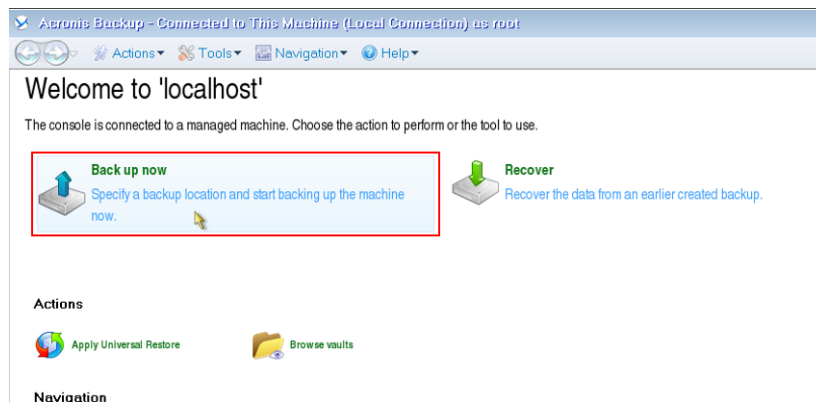 Acronis Backup - Connected to This Machine (Local Connection) as root
Actions Tools Navigation Help
Welcome to 'localhost'
The console is connected to a managed machine. Choose the action to perform or the tool to use.
Back up now
Specify a backup location and start backing up the machine
now.
Recover
Recover the data from an earlier created backup.
Actions
Apply Universal Restore
Browse vaults
Navigation